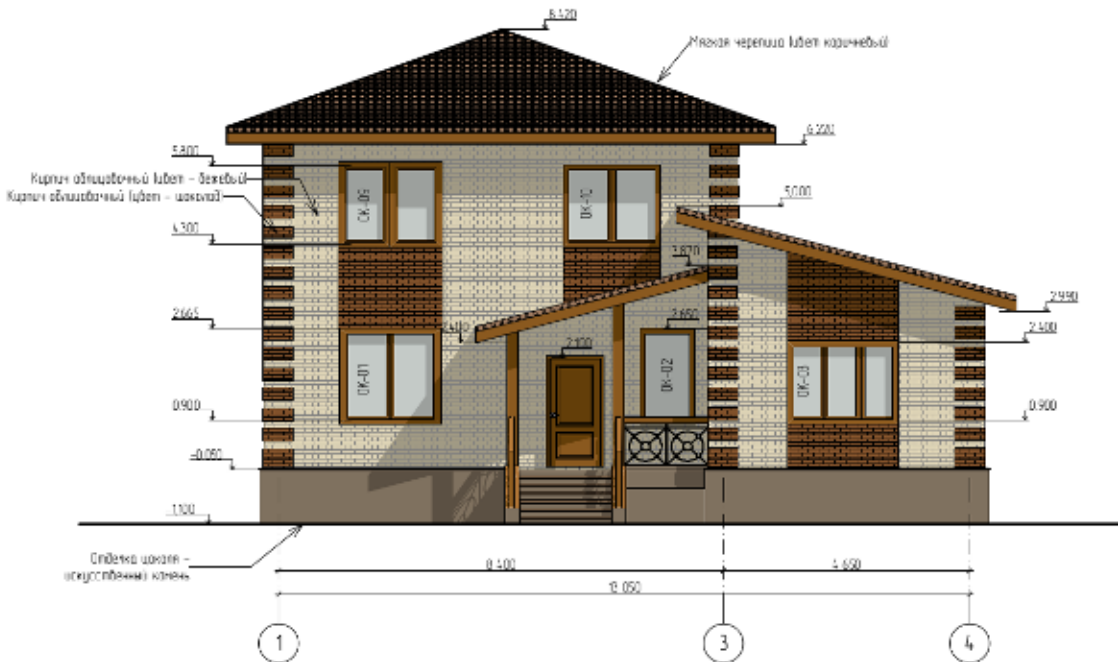 8.420
Мягкая черепица (цвет коричневый)
6.220
5.800
Кирпич облицовочный (цвет - бежевый)
Кирпич облицовочный (цвет - шоколад)
ОК-09
ОК-10
5.000
4.300
3.870
2.990
2.665
2.400
2.650
2.400
2.100
ОК-01
ОК-02
ОК-03
0.900
0.900
-0.050
1.100
Отделка цоколя -
искусственный камень
8 400
4 650
13 050
1
3
4